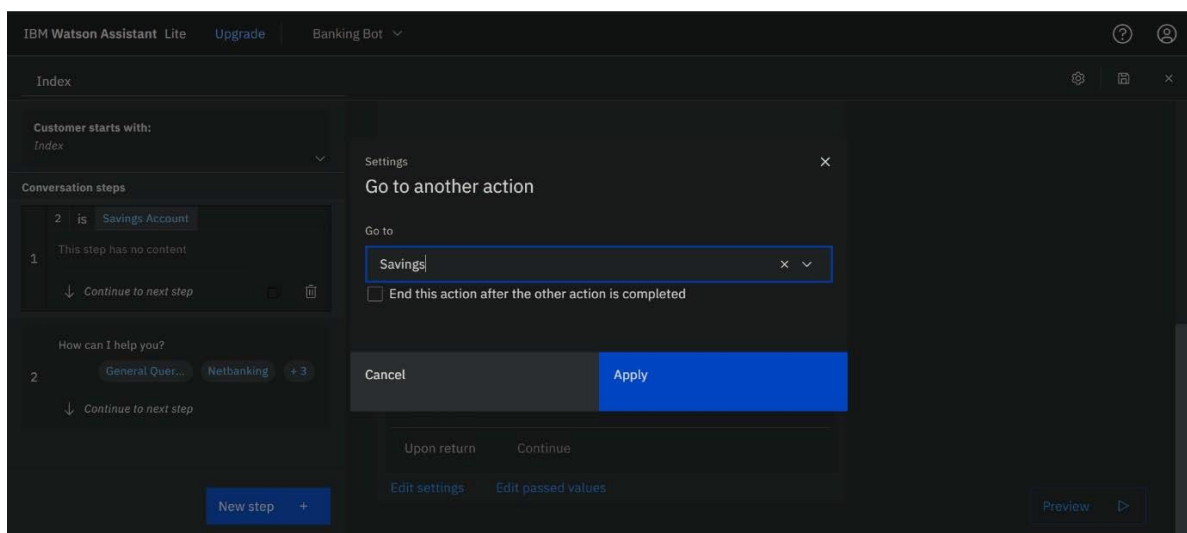 IBM Watson Assistant Lite Upgrade Banking Bot
Index
Customer starts with:
Index
Conversation steps
2 is Savings Account
1 This step has no content
Continue to next step
How can I help you?
2 General Quer... Netbanking + 3
Continue to next step
New step +
Settings
Go to another action
Go to
Savings
End this action after the other action is completed
Cancel Apply
Upon return Continue
Edit settings Edit passed values
Preview